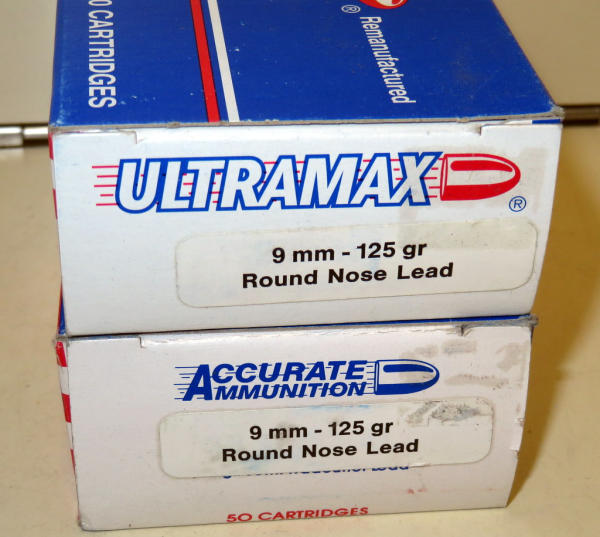 0 CARTRIDGES
® Remanufactured
ULTRAMAX ®
9 mm - 125 gr
Round Nose Lead
ACCURATE
AMMUNITION
9 mm - 125 gr
Round Nose Lead
50 CARTRIDGES